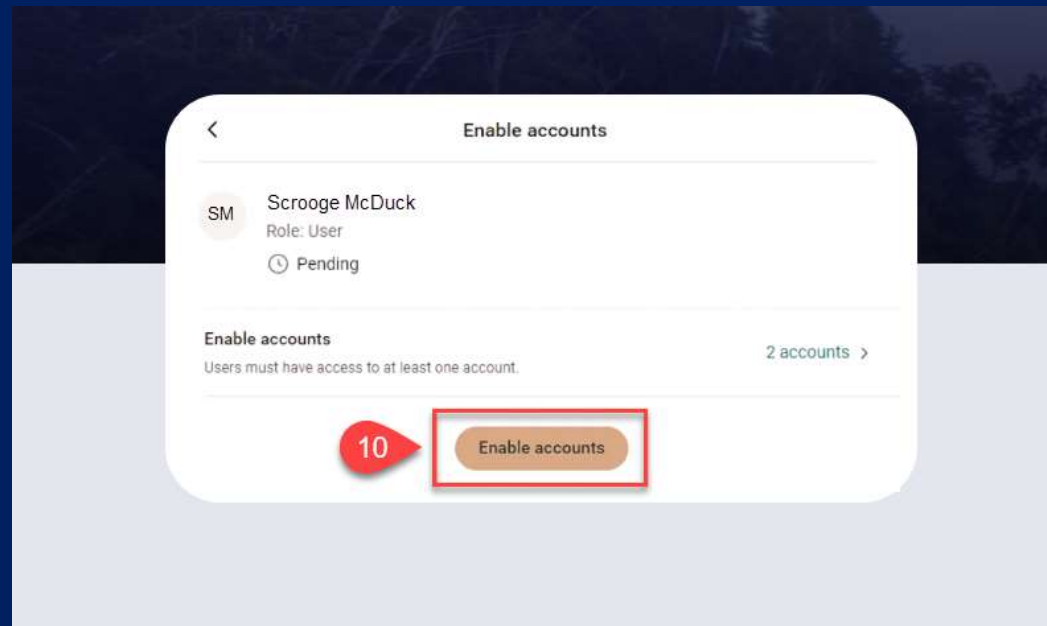 Enable accounts
SM
Scrooge McDuck
Role: User
Pending
Enable accounts
Users must have access to at least one account.
2 accounts >
10
Enable accounts